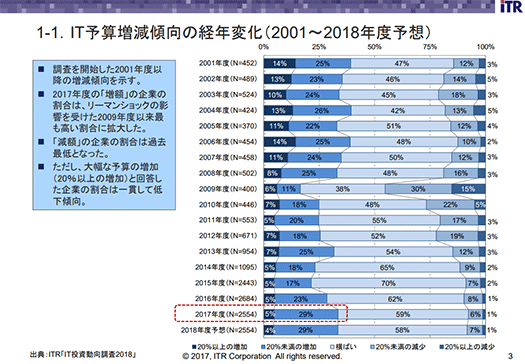 iTR
1-1. IT予算増減傾向の経年変化(2001～2018年度予想)
調査を開始した2001年度以
降の増減傾向を示す。
2017年度の「増額」の企業の
割合は、リーマンショックの影
響を受けた2009年度以来最
も高い割合に拡大した。
「減額」の企業の割合は過去
最低となった。
ただし、大幅な予算の増加
(20%以上の増加)と回答し
た企業の割合は一貫して低
下傾向。
0% 25% 50% 75% 100%
2001年度(N=452) 14% 25% 47% 12% 3%
2002年度(N=489) 13% 23% 46% 14% 5%
2003年度(N=524) 10% 24% 45% 18% 3%
2004年度(N=424) 13% 26% 42% 13% 5%
2005年度(N=370) 11% 22% 51% 12% 4%
2006年度(N=454) 14% 25% 48% 10% 2%
2007年度(N=458) 11% 24% 50% 12% 3%
2008年度(N=502) 8% 25% 48% 16% 3%
2009年度(N=400) 6% 11% 38% 30% 15%
2010年度(N=446) 7% 18% 48% 22% 5%
2011年度(N=553) 5% 20% 55% 17% 3%
2012年度(N=671) 7% 18% 52% 19% 3%
2013年度(N=954) 7% 25% 54% 12% 3%
2014年度(N=1095) 5% 18% 65% 9% 2%
2015年度(N=2443) 5% 17% 70% 7% 2%
2016年度(N=2684) 5% 23% 62% 8% 1%
2017年度(N=2554) 5% 29% 59% 6% 1%
2018年度予想(N=2554) 4% 29% 58% 7% 1%
20%以上の増加 20%未満の増加 横ばい 20%未満の減少 20%以上の減少
出典：ITR「IT投資動向調査2018」
© 2017, ITR Corporation All rights reserved.
3